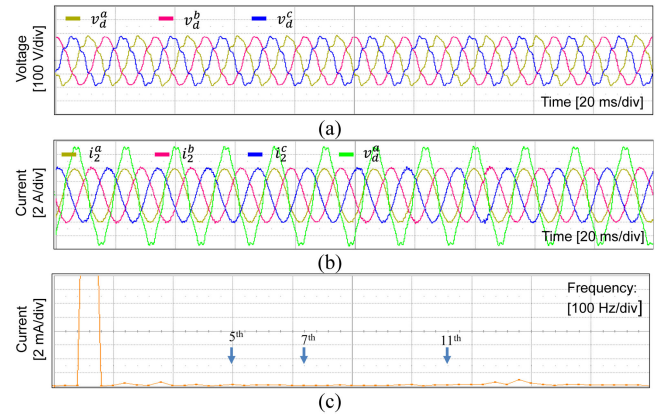 v_d^a v_d^b v_d^c
Voltage
[100 V/div]
Time [20 ms/div]
(a)
i_2^a i_2^b i_2^c v_d^a
Current
[2 A/div]
Time [20 ms/div]
(b)
Current
[2 mA/div]
Frequency:
[100 Hz/div]
5th 7th 11th
(c)